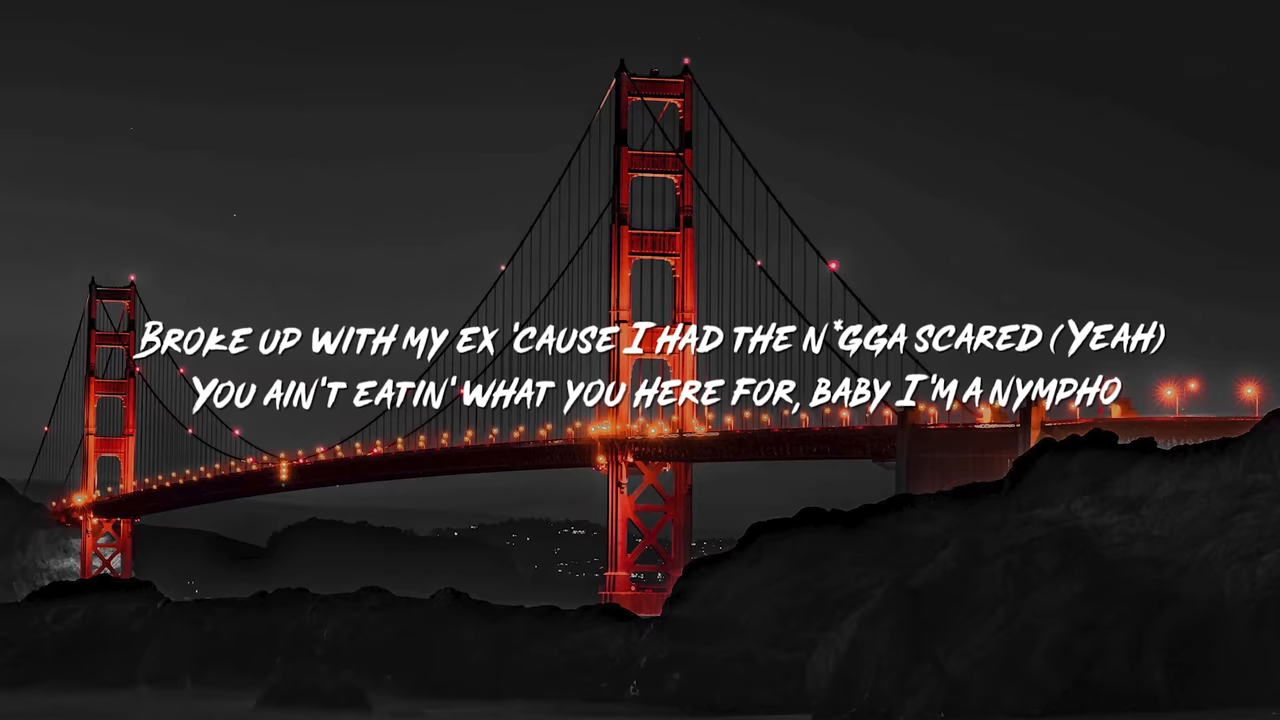 Broke up with my ex 'cause I had the n*gga scared (Yeah)
You ain't eatin' what you here for, baby I'm a nympho